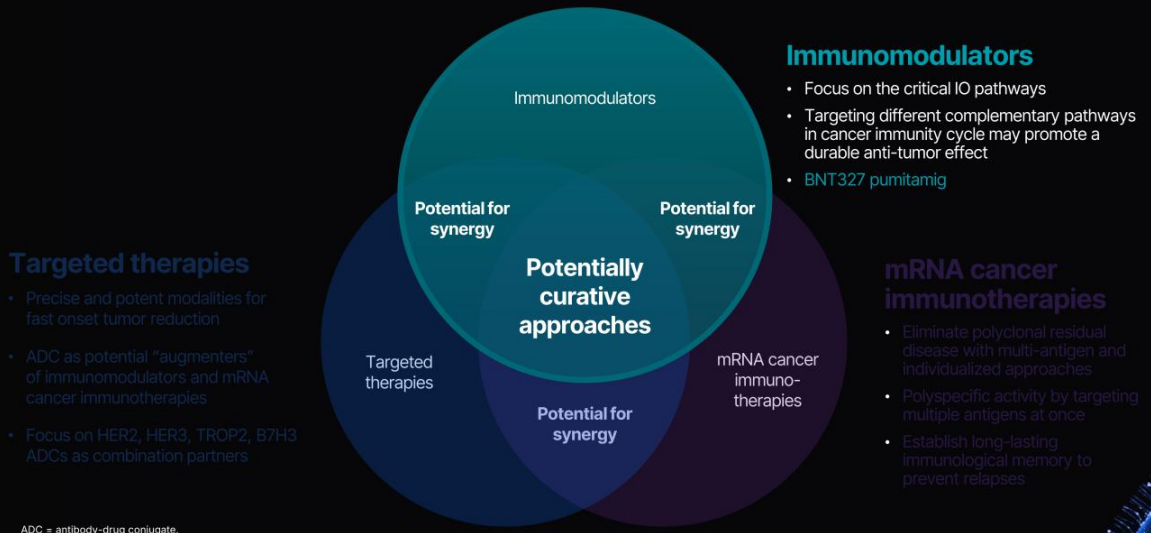 Immunomodulators
Potential for
synergy
Potential for
synergy
Potentially
curative
approaches
Targeted
therapies
mRNA cancer
immuno-
therapies
Potential for
synergy
Immunomodulators
• Focus on the critical IO pathways
• Targeting different complementary pathways
in cancer immunity cycle may promote a
durable anti-tumor effect
• BNT327 pumitamig
Targeted therapies
• Precise and potent modalities for
fast onset tumor reduction
• ADC as potential “augmenters”
of immunomodulators and mRNA
cancer immunotherapies
• Focus on HER2, HER3, TROP2, B7H3
ADCs as combination partners
mRNA cancer
immunotherapies
• Eliminate polyclonal residual
disease with multi-antigen and
individualized approaches
• Polyspecific activity by targeting
multiple antigens at once
• Establish long-lasting
immunological memory to
prevent relapses
ADC = antibody-drug conjugate.